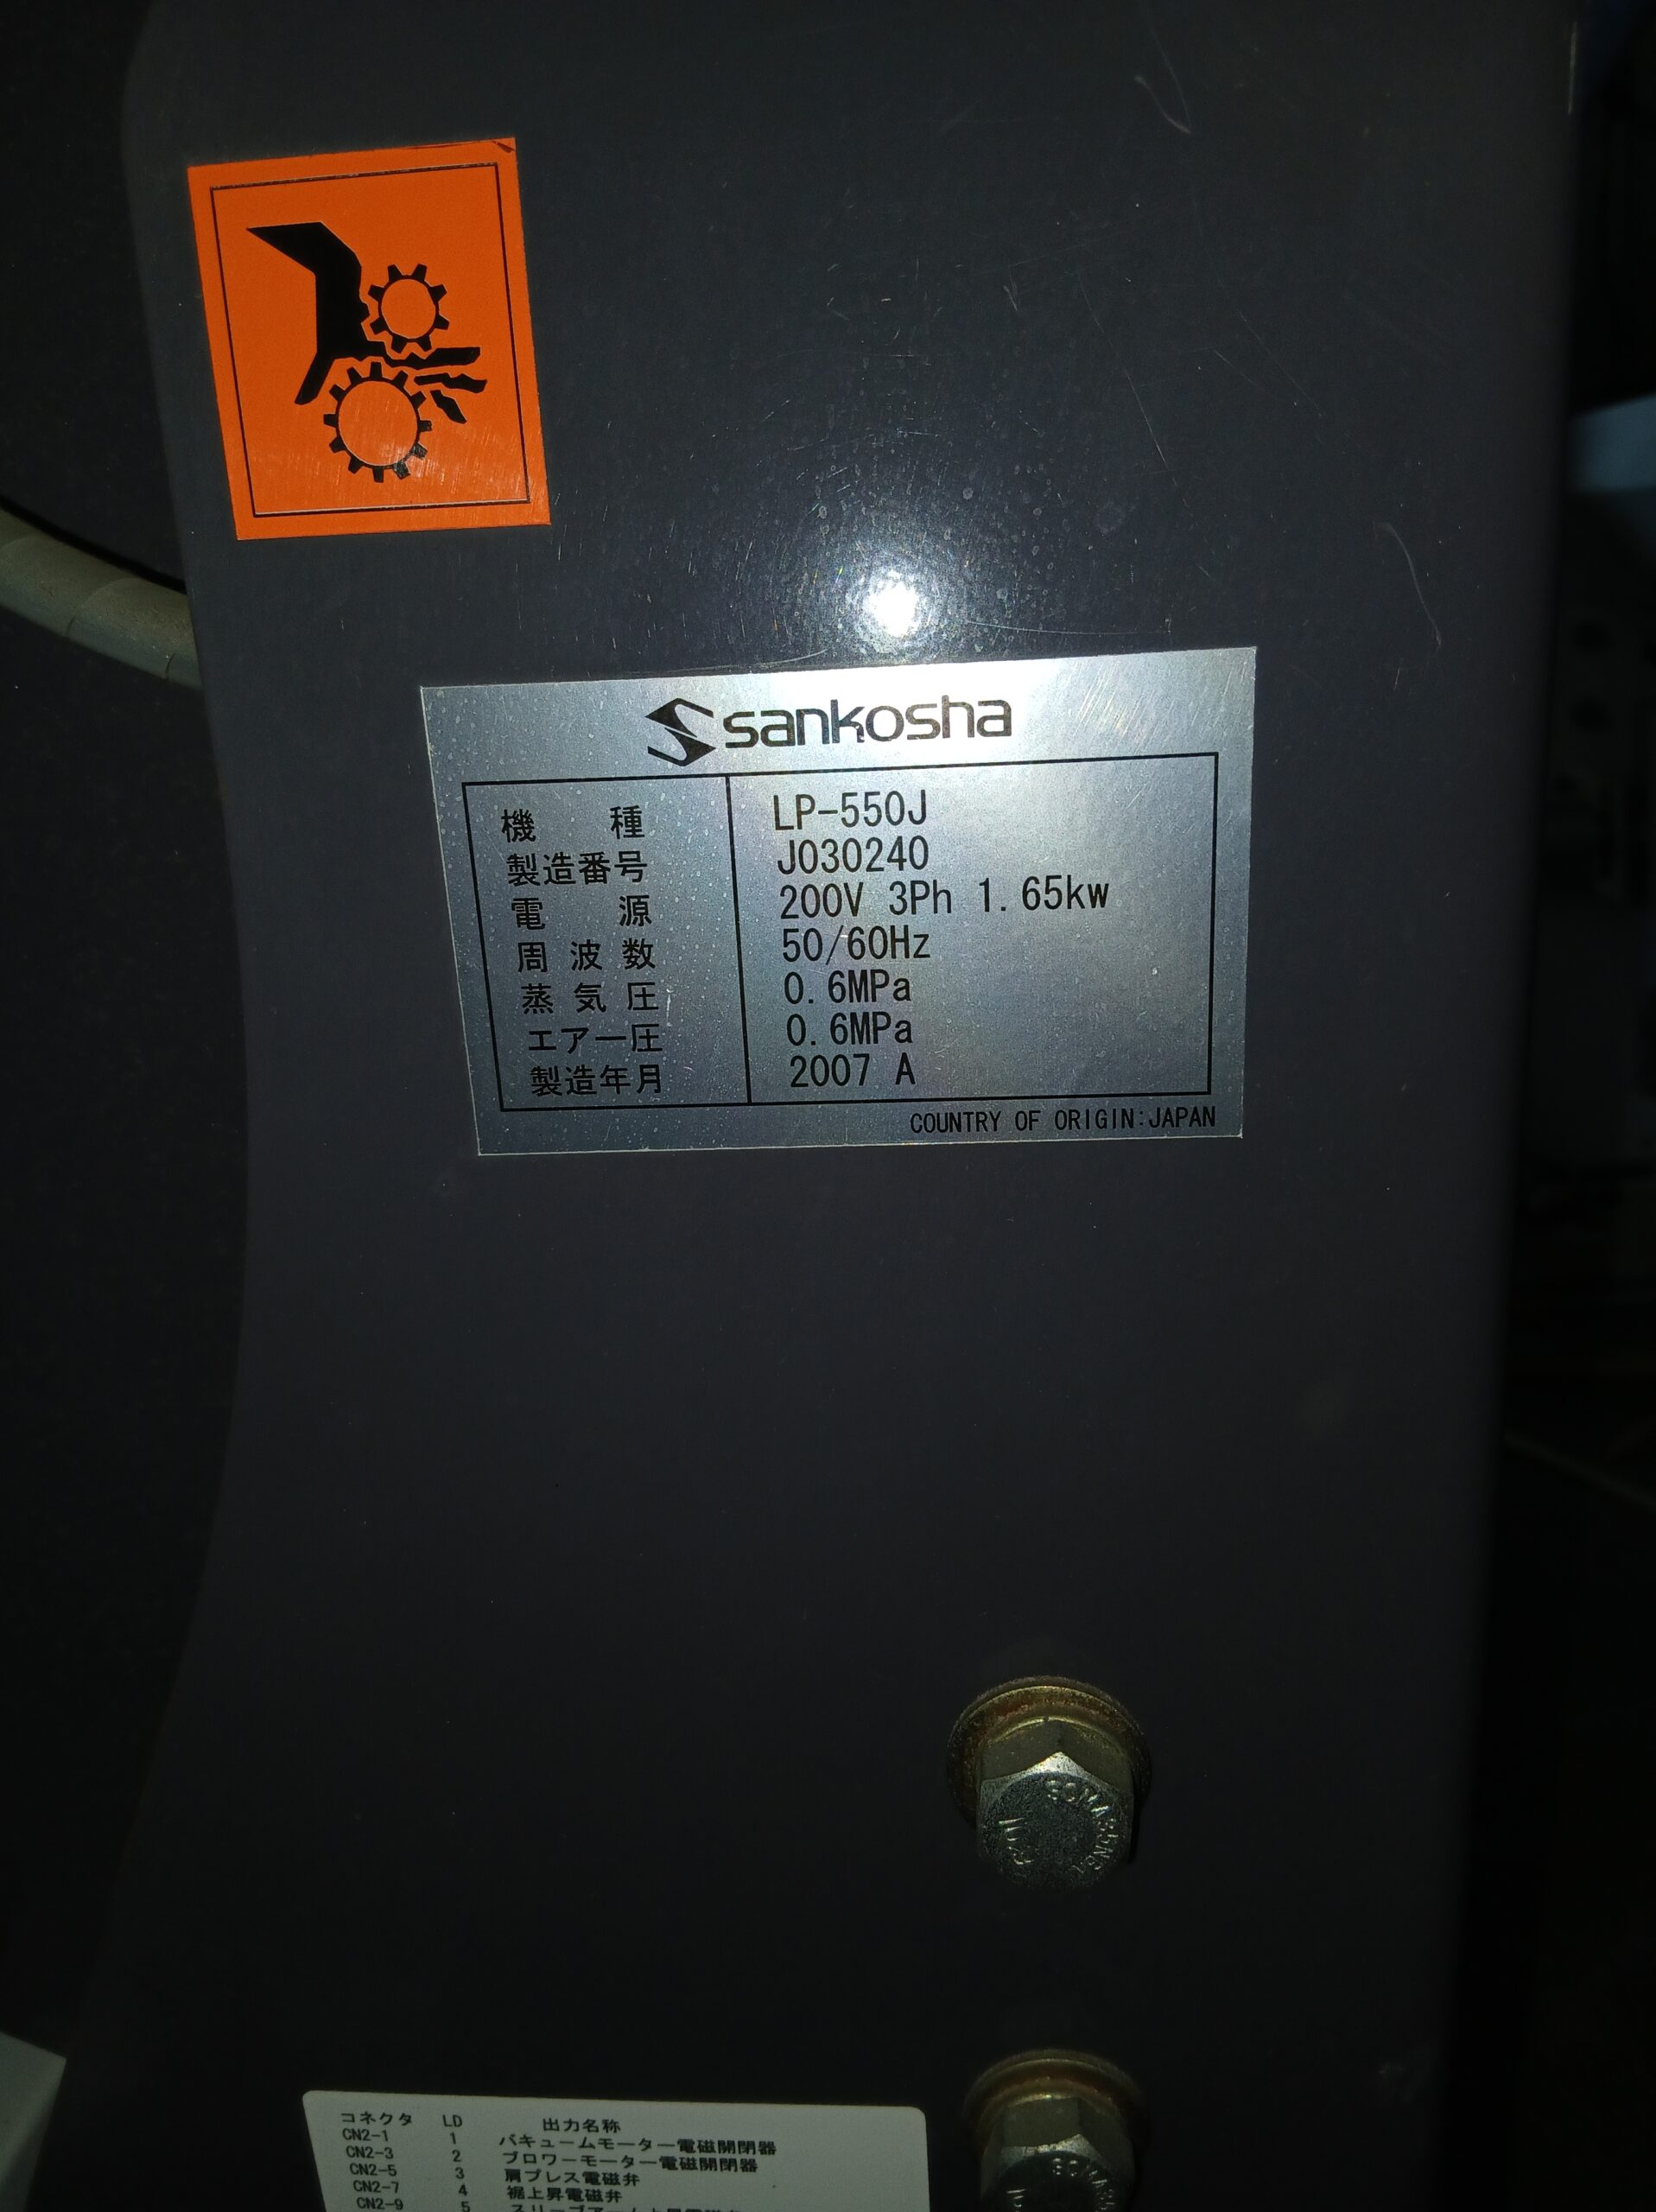 sankosha
機種 LP-550J
製造番号 J030240
電源 200V 3Ph 1.65kw
周波数 50/60Hz
蒸気圧 0.6MPa
エアー圧 0.6MPa
製造年月 2007 A
COUNTRY OF ORIGIN:JAPAN
コネクタ LD 出力名称
CN2-1 1 バキュームモーター電磁開閉器
CN2-3 2 ブロワーモーター電磁開閉器
CN2-5 3 肩プレス電磁弁
CN2-7 4 裾上昇電磁弁
CN2-9 5